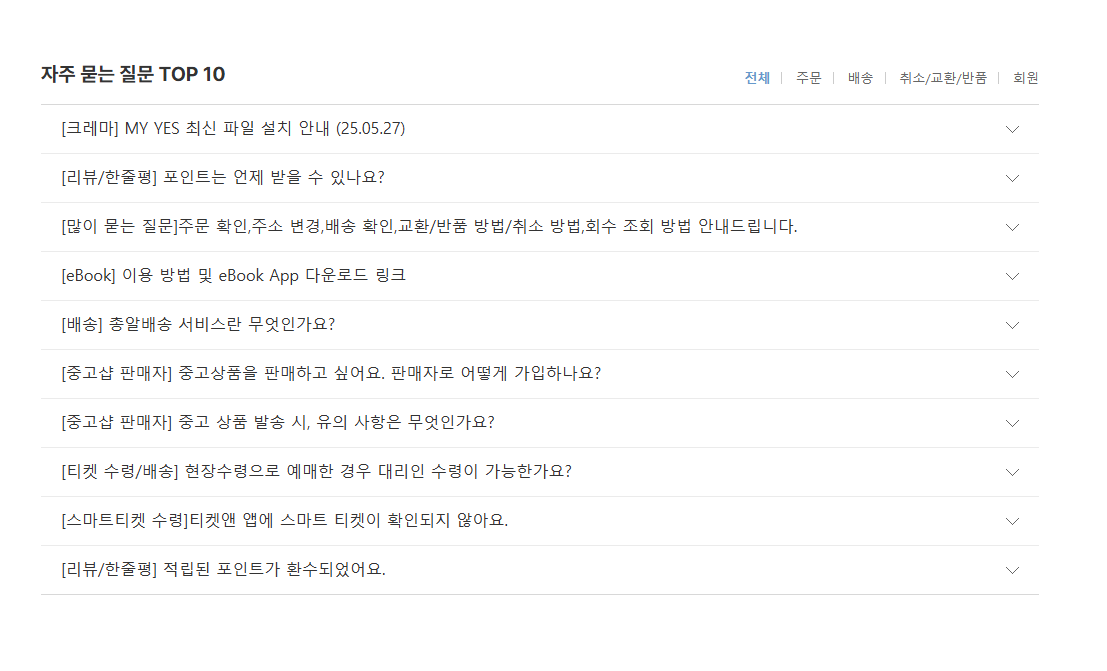 자주 묻는 질문 TOP 10
전체 | 주문 | 배송 | 취소/교환/반품 | 회원
[크레마] MY YES 최신 파일 설치 안내 (25.05.27)
[리뷰/한줄평] 포인트는 언제 받을 수 있나요?
[많이 묻는 질문]주문 확인,주소 변경,배송 확인,교환/반품 방법/취소 방법,회수 조회 방법 안내드립니다.
[eBook] 이용 방법 및 eBook App 다운로드 링크
[배송] 총알배송 서비스란 무엇인가요?
[중고샵 판매자] 중고상품을 판매하고 싶어요. 판매자로 어떻게 가입하나요?
[중고샵 판매자] 중고 상품 발송 시, 유의 사항은 무엇인가요?
[티켓 수령/배송] 현장수령으로 예매한 경우 대리인 수령이 가능한가요?
[스마트티켓 수령]티켓앤 앱에 스마트 티켓이 확인되지 않아요.
[리뷰/한줄평] 적립된 포인트가 환수되었어요.